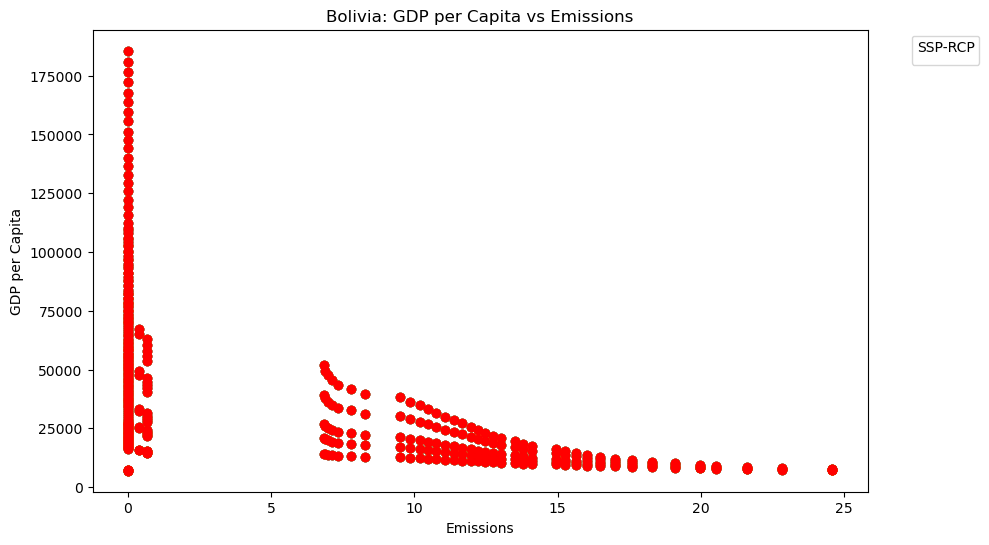 Bolivia: GDP per Capita vs Emissions
SSP-RCP
GDP per Capita
175000
150000
125000
100000
75000
50000
25000
0
0 5 10 15 20 25
Emissions